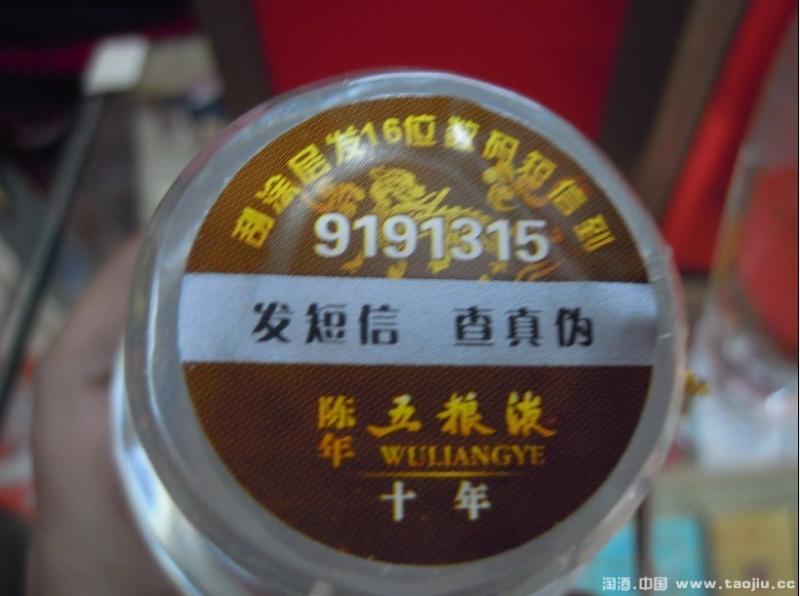 刮涂层发16位数码短信到
9191315
发短信 查真伪
陈年 五粮液
WULIANGYE
十年
淘酒.中国 www.taojiu.cc